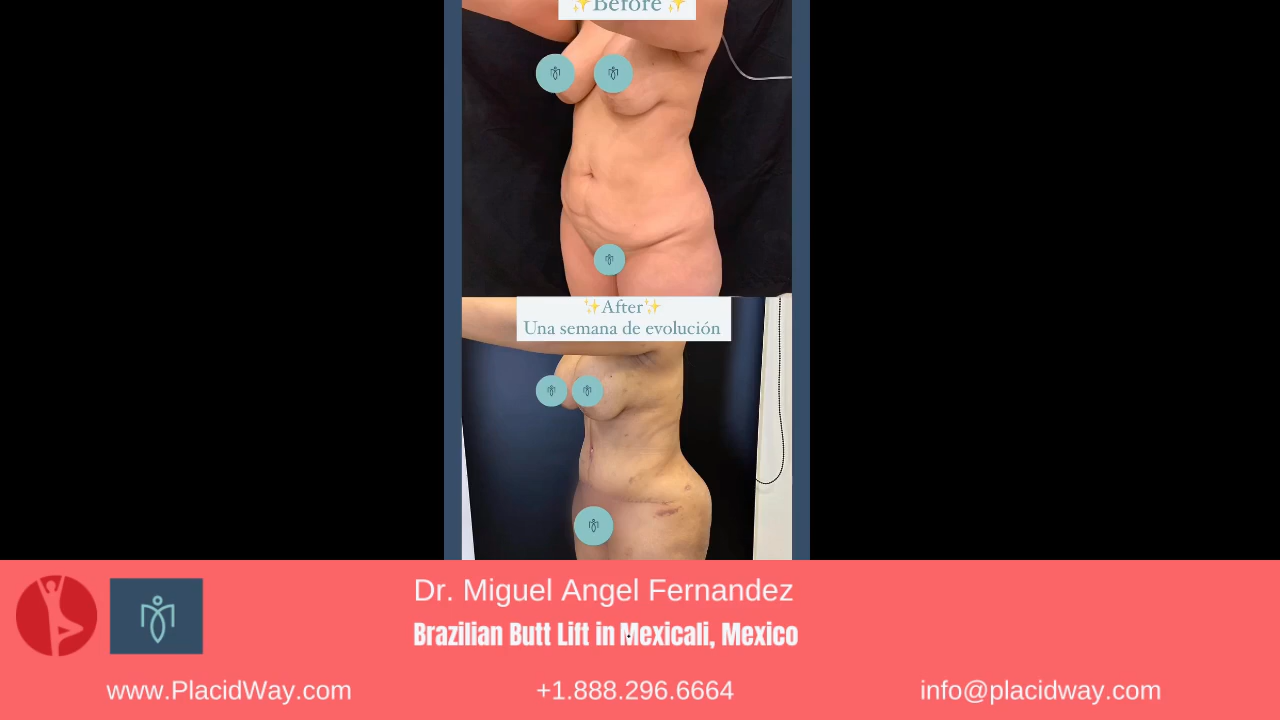 ✨Before✨
✨After✨
Una semana de evolución
Dr. Miguel Angel Fernandez
Brazilian Butt Lift in Mexicali, Mexico
www.PlacidWay.com
+1.888.296.6664
info@placidway.com